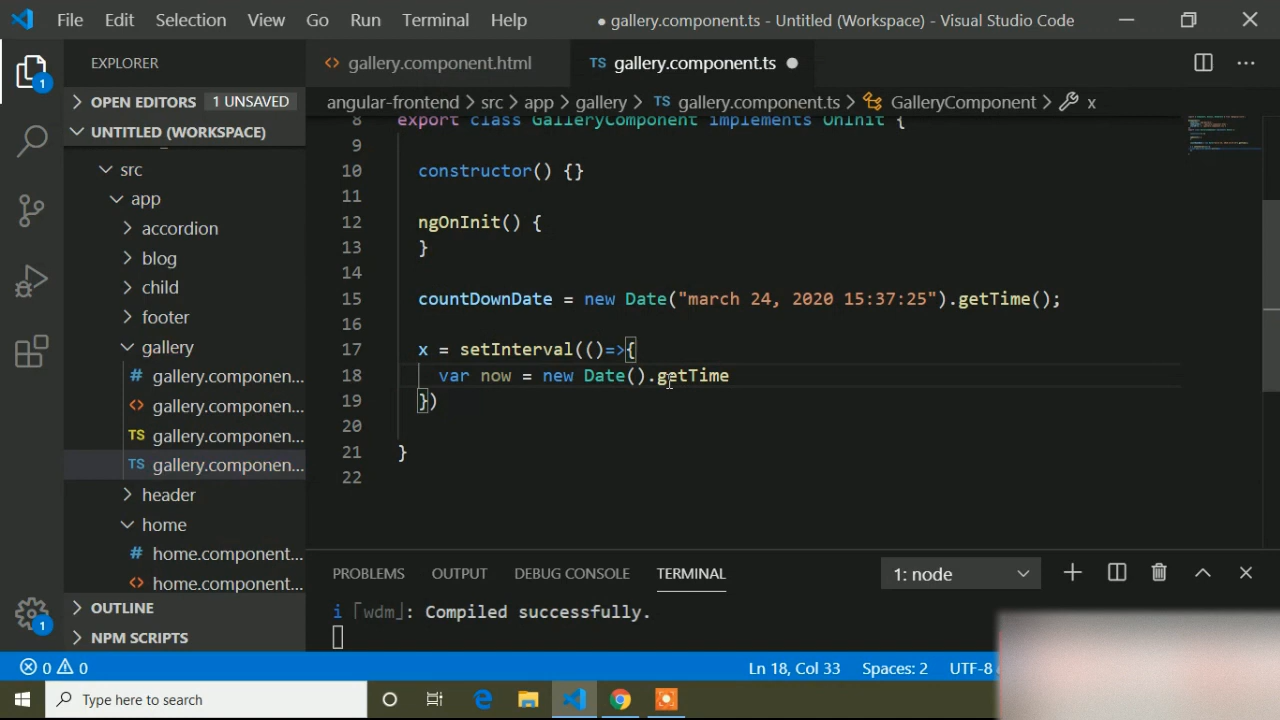 File Edit Selection View Go Run Terminal Help ● gallery.component.ts - Untitled (Workspace) - Visual Studio Code
EXPLORER
gallery.component.html
TS gallery.component.ts
OPEN EDITORS 1 UNSAVED
UNTITLED (WORKSPACE)
angular-frontend > src > app > gallery > TS gallery.component.ts > GalleryComponent > x
src
app
accordion
blog
child
footer
gallery
# gallery.componen...
<> gallery.componen...
TS gallery.componen...
TS gallery.componen...
header
home
# home.component...
<> home.component...
OUTLINE
NPM SCRIPTS
8 export class GalleryComponent implements OnInit {
9
10 constructor() {}
11
12 ngOnInit() {
13 }
14
15 countDownDate = new Date("march 24, 2020 15:37:25").getTime();
16
17 x = setInterval(()=>{
18 var now = new Date().getTime
19 })
20
21 }
22
PROBLEMS OUTPUT DEBUG CONSOLE TERMINAL 1: node
i ｢wdm｣: Compiled successfully.
1
1
0 0 Ln 18, Col 33 Spaces: 2 UTF-8
Type here to search